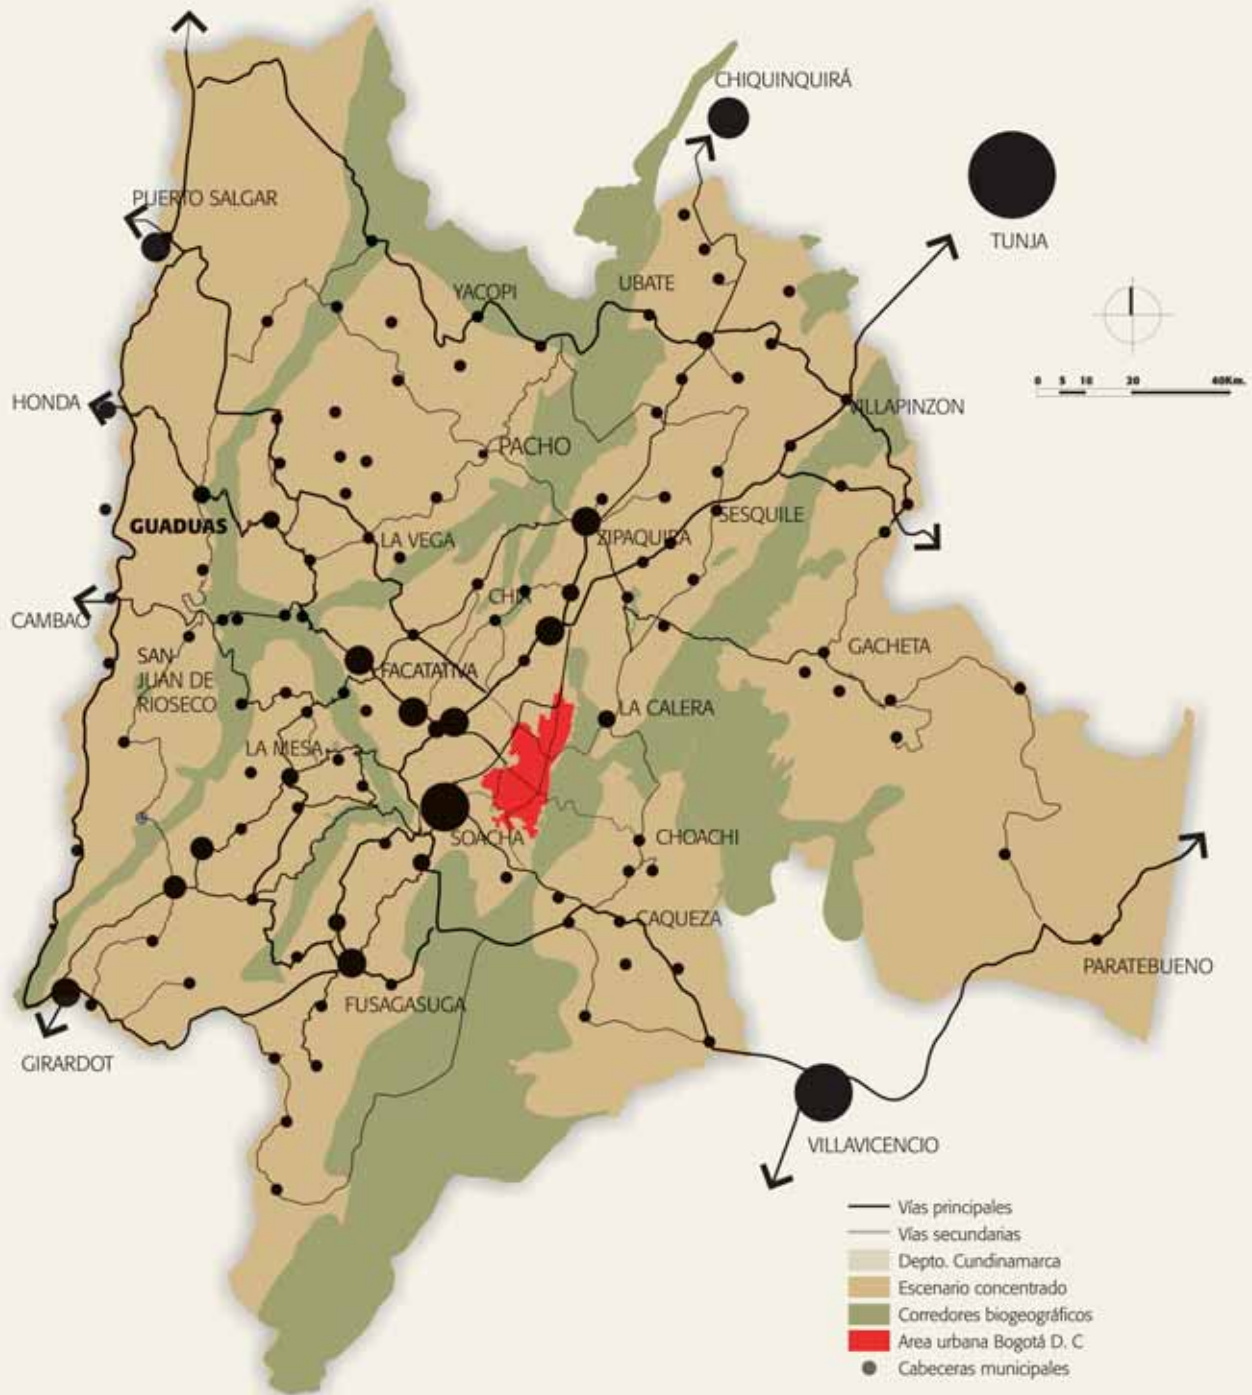 CHIQUINQUIRÁ
TUNJA
PUERTO SALGAR
YACOPI
UBATE
0 5 10 20 40Km.
HONDA
VILLAPINZON
PACHO
GUADUAS
LA VEGA
SESQUILE
ZIPAQUIRA
CHIA
CAMBAO
SAN
JUAN DE
RIOSECO
GACHETA
FACATATIVA
LA CALERA
LA MESA
SOACHA
CHOACHI
CAQUEZA
PARATEBUENO
FUSAGASUGA
GIRARDOT
VILLAVICENCIO
Vías principales
Vías secundarias
Depto. Cundinamarca
Escenario concentrado
Corredores biogeográficos
Area urbana Bogotá D. C
Cabeceras municipales